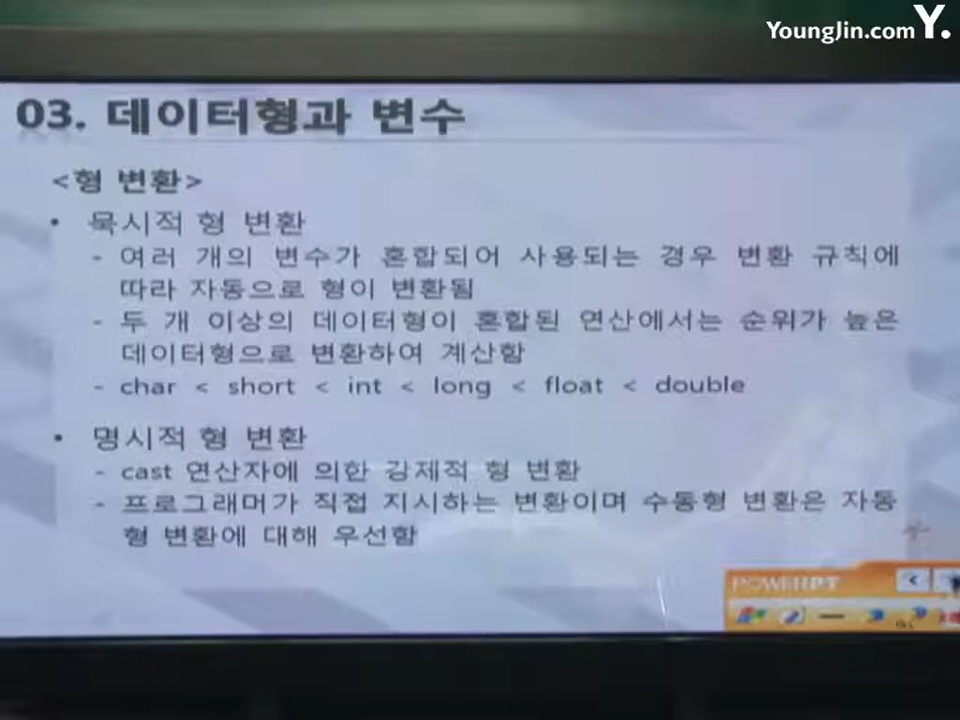 YoungJin.com Y.
03. 데이터형과 변수
<형 변환>
• 묵시적 형 변환
- 여러 개의 변수가 혼합되어 사용되는 경우 변환 규칙에
따라 자동으로 형이 변환됨
- 두 개 이상의 데이터형이 혼합된 연산에서는 순위가 높은
데이터형으로 변환하여 계산함
- char < short < int < long < float < double
• 명시적 형 변환
- cast 연산자에 의한 강제적 형 변환
- 프로그래머가 직접 지시하는 변환이며 수동형 변환은 자동
형 변환에 대해 우선함
POWERPT